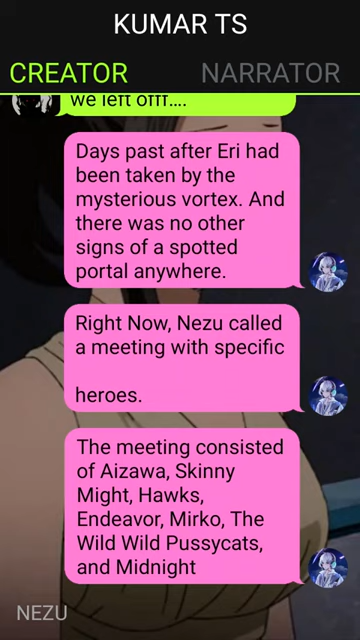 KUMAR TS
CREATOR
NARRATOR
we left offf....
Days past after Eri had
been taken by the
mysterious vortex. And
there was no other
signs of a spotted
portal anywhere.
Right Now, Nezu called
a meeting with specific
heroes.
The meeting consisted
of Aizawa, Skinny
Might, Hawks,
Endeavor, Mirko, The
Wild Wild Pussycats,
and Midnight
NEZU